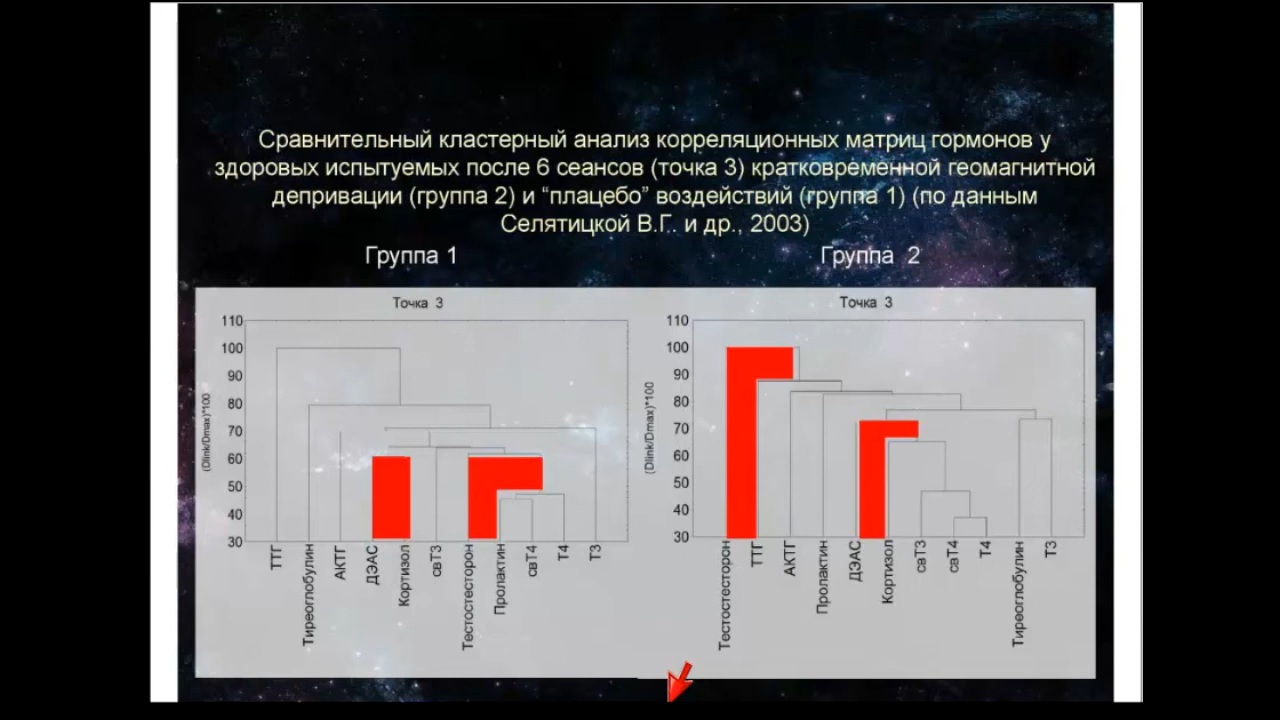 Сравнительный кластерный анализ корреляционных матриц гормонов у
здоровых испытуемых после 6 сеансов (точка 3) кратковременной геомагнитной
депривации (группа 2) и “плацебо” воздействий (группа 1) (по данным
Селятицкой В.Г. и др., 2003)
Группа 1
Группа 2
Точка 3
(Dlink/Dmax)*100
110
100
90
80
70
60
50
40
30
ТТГ
Тиреоглобулин
АКТГ
ДЭАС
Кортизол
свТ3
Тестостестерон
Пролактин
свТ4
Т4
Т3
Точка 3
(Dlink/Dmax)*100
110
100
90
80
70
60
50
40
30
Тестостестерон
ТТГ
АКТГ
Пролактин
ДЭАС
Кортизол
свТ3
свТ4
Т4
Тиреоглобулин
Т3